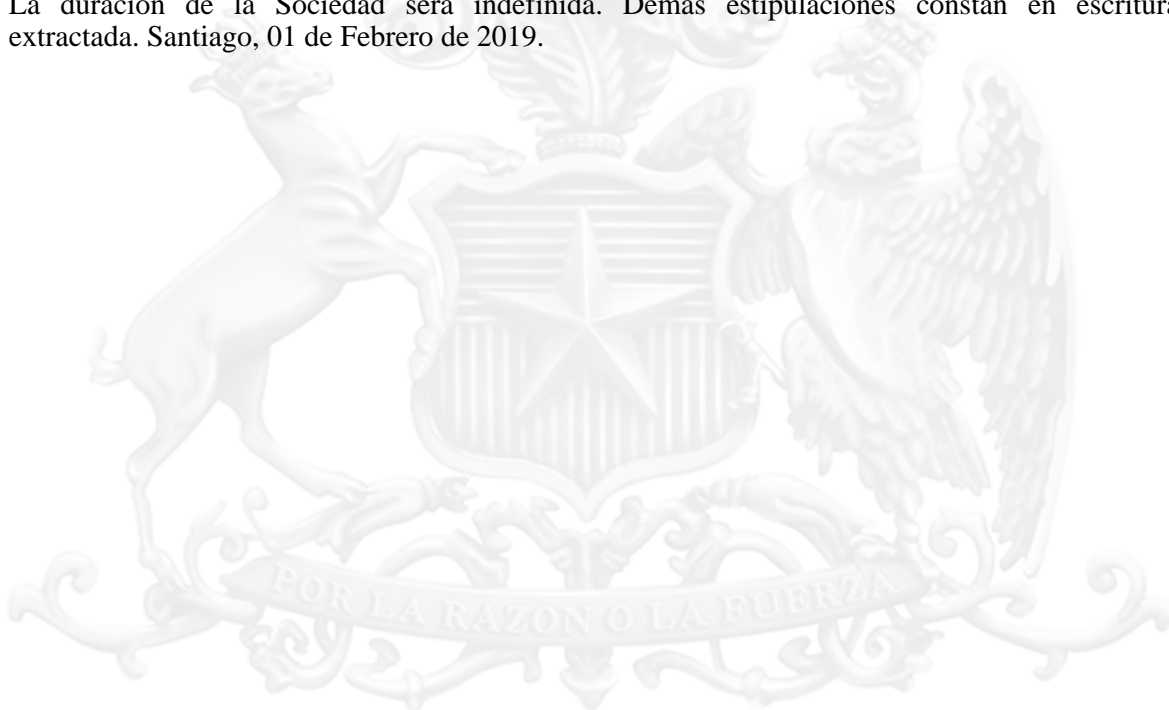 La duración de la Sociedad será indefinida. Demás estipulaciones constan en escritura
extractada. Santiago, 01 de Febrero de 2019.
POR LA RAZON O LA FUERZA